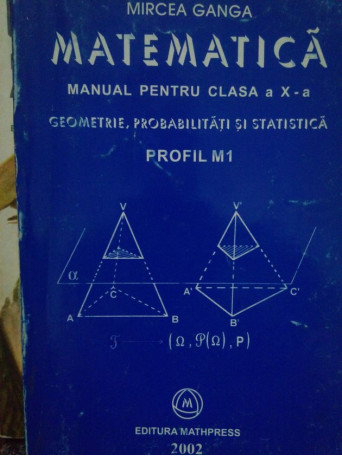 MIRCEA GANGA
MATEMATICĂ
MANUAL PENTRU CLASA a X-a
GEOMETRIE, PROBABILITĂȚI ȘI STATISTICĂ
PROFIL M1
V V'
α
C A' C'
A B B'
(Ω, 𝒫(Ω), P)
M
EDITURA MATHPRESS
2002